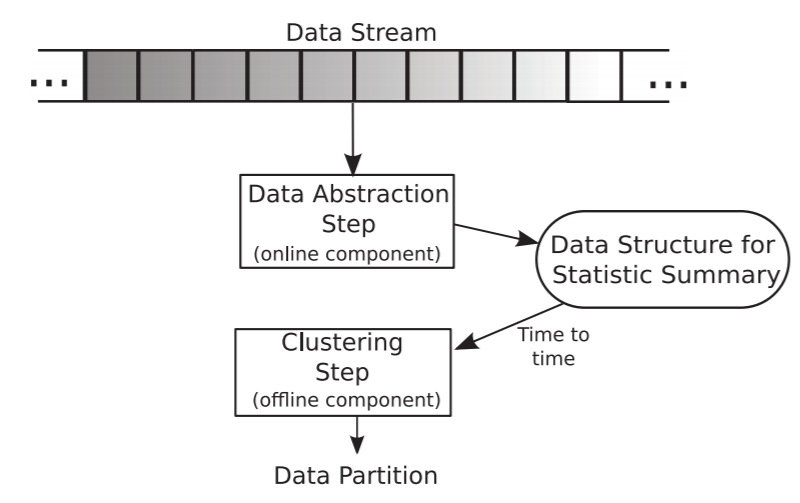 Data Stream
...
...
Data Abstraction
Step
(online component)
Data Structure for
Statistic Summary
Time to
time
Clustering
Step
(offline component)
Data Partition